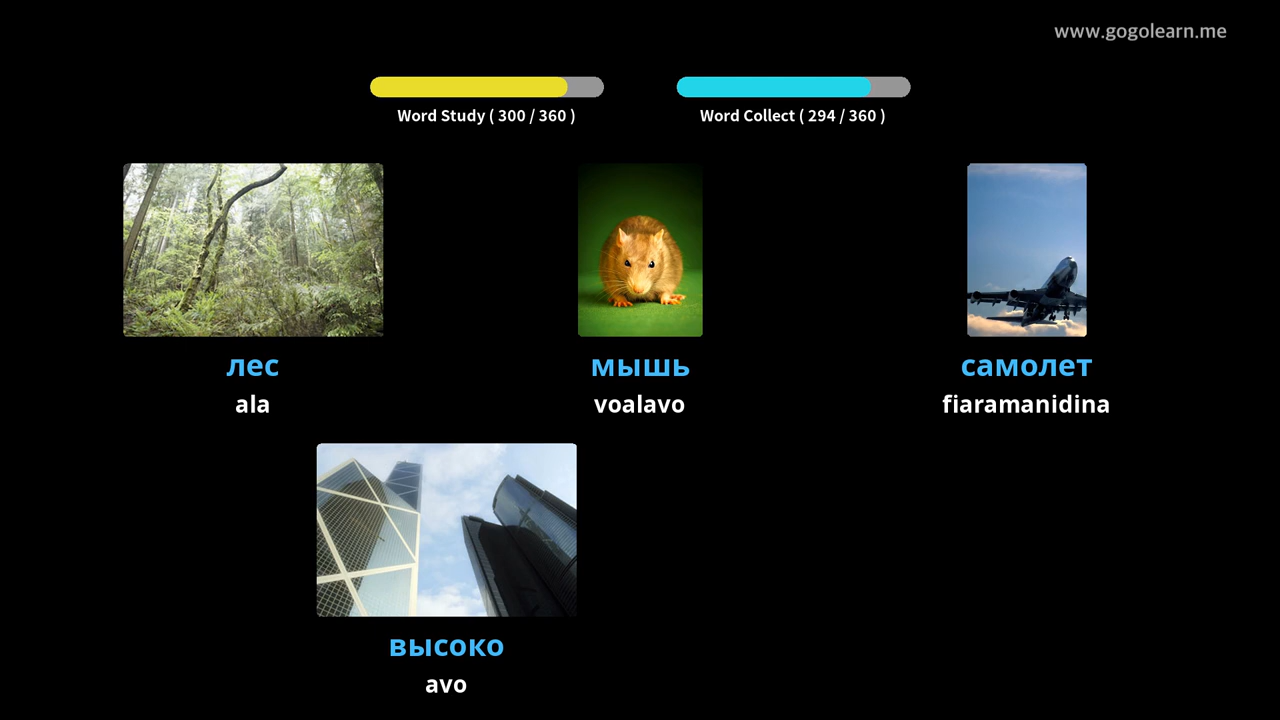 www.gogolearn.me
Word Study ( 300 / 360 )
Word Collect ( 294 / 360 )
лес
мышь
самолет
ala
voalavo
fiaramanidina
высоко
avo